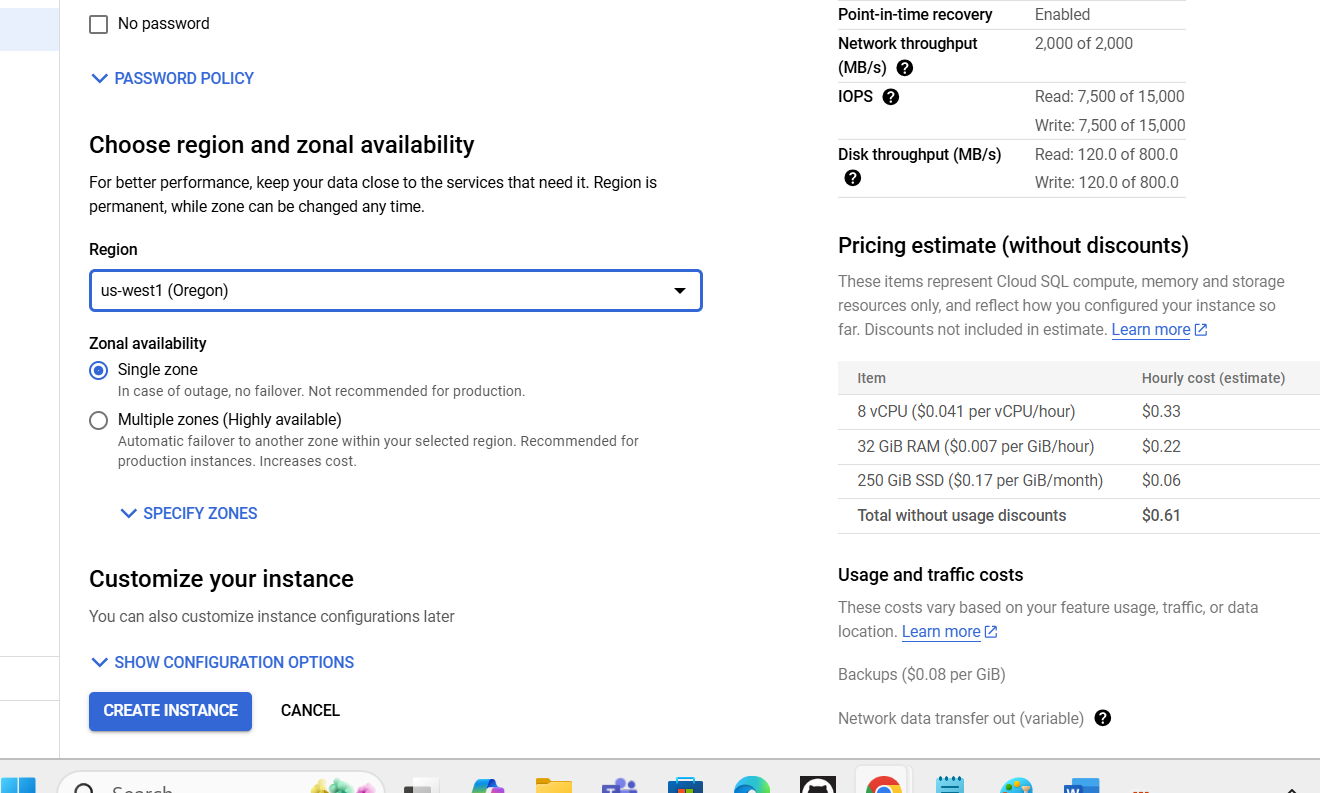 No password
PASSWORD POLICY
Choose region and zonal availability
For better performance, keep your data close to the services that need it. Region is
permanent, while zone can be changed any time.
Region
us-west1 (Oregon)
Zonal availability
Single zone
In case of outage, no failover. Not recommended for production.
Multiple zones (Highly available)
Automatic failover to another zone within your selected region. Recommended for
production instances. Increases cost.
SPECIFY ZONES
Customize your instance
You can also customize instance configurations later
SHOW CONFIGURATION OPTIONS
CREATE INSTANCE CANCEL
Point-in-time recovery Enabled
Network throughput 2,000 of 2,000
(MB/s) ?
IOPS ? Read: 7,500 of 15,000
Write: 7,500 of 15,000
Disk throughput (MB/s) Read: 120.0 of 800.0
? Write: 120.0 of 800.0
Pricing estimate (without discounts)
These items represent Cloud SQL compute, memory and storage
resources only, and reflect how you configured your instance so
far. Discounts not included in estimate. Learn more
Item Hourly cost (estimate)
8 vCPU ($0.041 per vCPU/hour) $0.33
32 GiB RAM ($0.007 per GiB/hour) $0.22
250 GiB SSD ($0.17 per GiB/month) $0.06
Total without usage discounts $0.61
Usage and traffic costs
These costs vary based on your feature usage, traffic, or data
location. Learn more
Backups ($0.08 per GiB)
Network data transfer out (variable) ?
Search